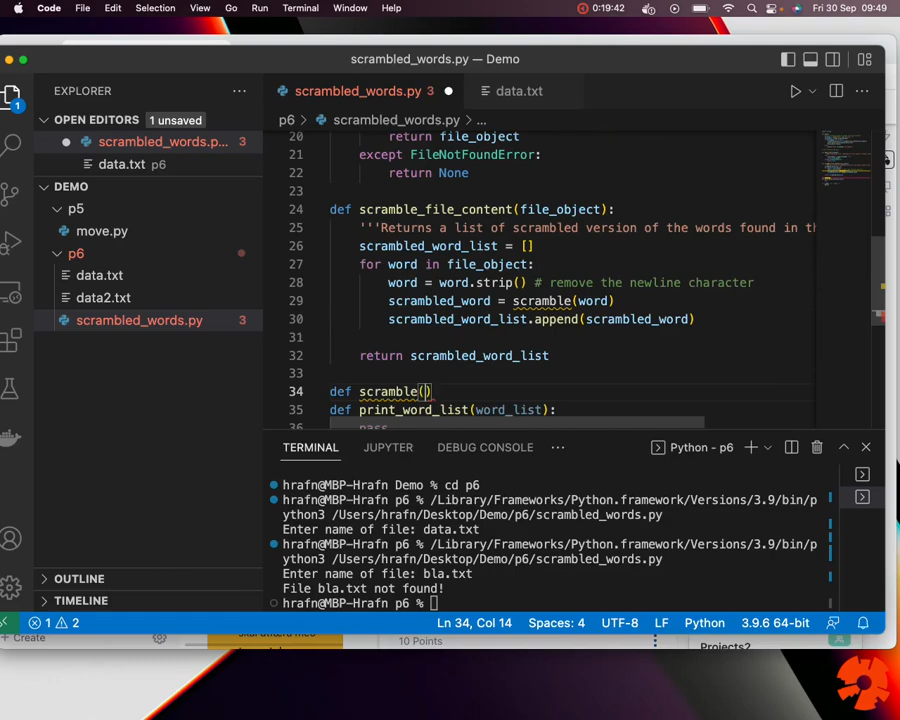 Code File Edit Selection View Go Run Terminal Window Help 0:19:42 Fri 30 Sep 09:49
scrambled_words.py — Demo
EXPLORER
scrambled_words.py 3
data.txt
OPEN EDITORS 1 unsaved
p6 > scrambled_words.py > ...
scrambled_words.p... 3
data.txt p6
DEMO
p5
move.py
p6
data.txt
data2.txt
scrambled_words.py 3
OUTLINE
TIMELINE
1
20 return file_object
21 except FileNotFoundError:
22 return None
23
24 def scramble_file_content(file_object):
25 '''Returns a list of scrambled version of the words found in th
26 scrambled_word_list = []
27 for word in file_object:
28 word = word.strip() # remove the newline character
29 scrambled_word = scramble(word)
30 scrambled_word_list.append(scrambled_word)
31
32 return scrambled_word_list
33
34 def scramble()
35 def print_word_list(word_list):
36 pass
TERMINAL JUPYTER DEBUG CONSOLE ... Python - p6
hrafn@MBP-Hrafn Demo % cd p6
hrafn@MBP-Hrafn p6 % /Library/Frameworks/Python.framework/Versions/3.9/bin/p
ython3 /Users/hrafn/Desktop/Demo/p6/scrambled_words.py
Enter name of file: data.txt
hrafn@MBP-Hrafn p6 % /Library/Frameworks/Python.framework/Versions/3.9/bin/p
ython3 /Users/hrafn/Desktop/Demo/p6/scrambled_words.py
Enter name of file: bla.txt
File bla.txt not found!
hrafn@MBP-Hrafn p6 %
1 2 Ln 34, Col 14 Spaces: 4 UTF-8 LF Python 3.9.6 64-bit
Create
10 Points
Projects?